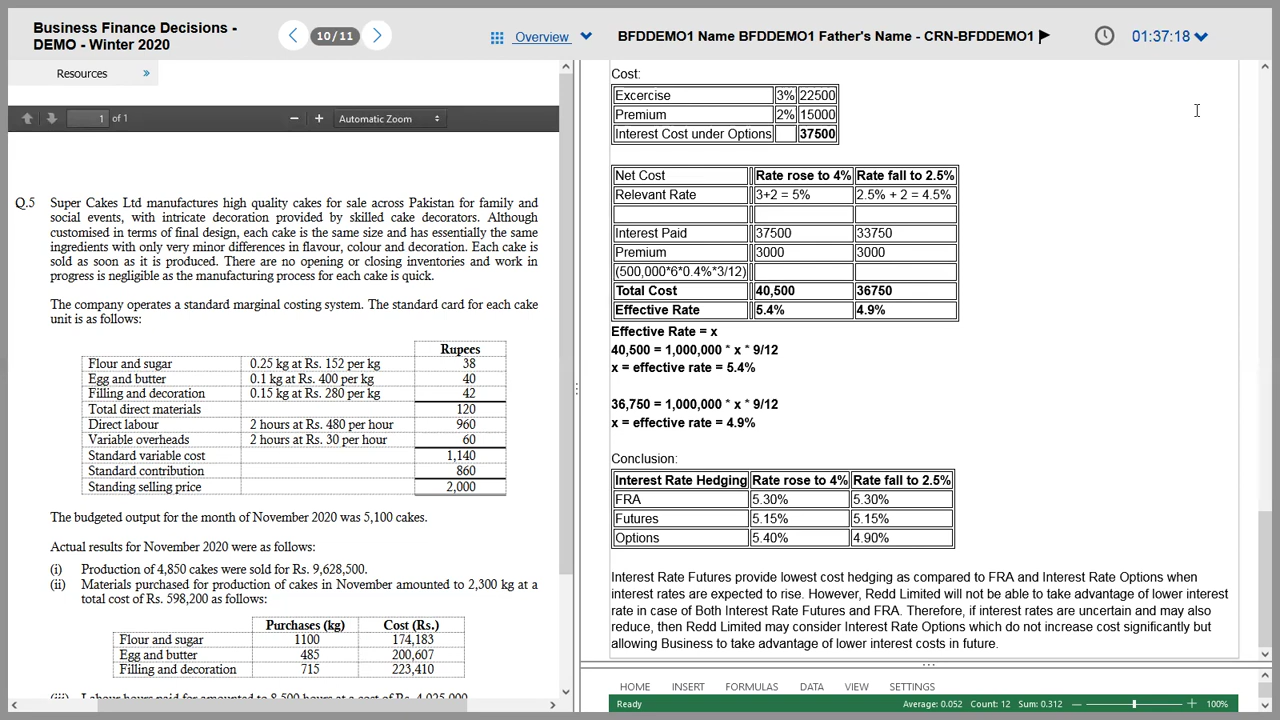 Business Finance Decisions -
DEMO - Winter 2020
10/11
Overview
BFDDEMO1 Name BFDDEMO1 Father's Name - CRN-BFDDEMO1
01:37:18
Resources »
1 of 1
Automatic Zoom
Q.5 Super Cakes Ltd manufactures high quality cakes for sale across Pakistan for family and
social events, with intricate decoration provided by skilled cake decorators. Although
customised in terms of final design, each cake is the same size and has essentially the same
ingredients with only very minor differences in flavour, colour and decoration. Each cake is
sold as soon as it is produced. There are no opening or closing inventories and work in
progress is negligible as the manufacturing process for each cake is quick.
The company operates a standard marginal costing system. The standard card for each cake
unit is as follows:
Rupees
Flour and sugar 0.25 kg at Rs. 152 per kg 38
Egg and butter 0.1 kg at Rs. 400 per kg 40
Filling and decoration 0.15 kg at Rs. 280 per kg 42
Total direct materials 120
Direct labour 2 hours at Rs. 480 per hour 960
Variable overheads 2 hours at Rs. 30 per hour 60
Standard variable cost 1,140
Standard contribution 860
Standing selling price 2,000
The budgeted output for the month of November 2020 was 5,100 cakes.
Actual results for November 2020 were as follows:
(i) Production of 4,850 cakes were sold for Rs. 9,628,500.
(ii) Materials purchased for production of cakes in November amounted to 2,300 kg at a
total cost of Rs. 598,200 as follows:
Purchases (kg) Cost (Rs.)
Flour and sugar 1100 174,183
Egg and butter 485 200,607
Filling and decoration 715 223,410
(iii) Labour hours paid for amounted to 8,500 hours at a cost of Rs. 4,025,000
Cost:
Excercise 3% 22500
Premium 2% 15000
Interest Cost under Options 37500
Net Cost Rate rose to 4% Rate fall to 2.5%
Relevant Rate 3+2 = 5% 2.5% + 2 = 4.5%
Interest Paid 37500 33750
Premium 3000 3000
(500,000*6*0.4%*3/12)
Total Cost 40,500 36750
Effective Rate 5.4% 4.9%
Effective Rate = x
40,500 = 1,000,000 * x * 9/12
x = effective rate = 5.4%
36,750 = 1,000,000 * x * 9/12
x = effective rate = 4.9%
Conclusion:
Interest Rate Hedging Rate rose to 4% Rate fall to 2.5%
FRA 5.30% 5.30%
Futures 5.15% 5.15%
Options 5.40% 4.90%
Interest Rate Futures provide lowest cost hedging as compared to FRA and Interest Rate Options when
interest rates are expected to rise. However, Redd Limited will not be able to take advantage of lower interest
rate in case of Both Interest Rate Futures and FRA. Therefore, if interest rates are uncertain and may also
reduce, then Redd Limited may consider Interest Rate Options which do not increase cost significantly but
allowing Business to take advantage of lower interest costs in future.
HOME INSERT FORMULAS DATA VIEW SETTINGS
Ready Average: 0.052 Count: 12 Sum: 0.312 100%